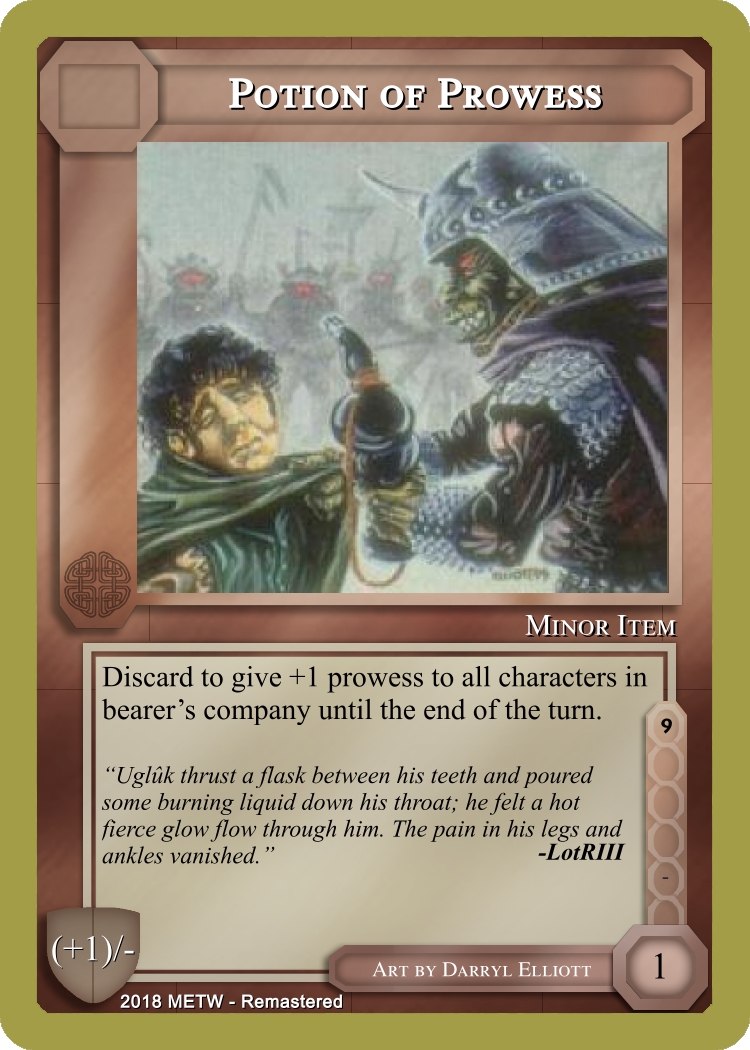 Potion of Prowess
Minor Item
Discard to give +1 prowess to all characters in
bearer’s company until the end of the turn.
9
“Uglûk thrust a flask between his teeth and poured
some burning liquid down his throat; he felt a hot
fierce glow flow through him. The pain in his legs and
ankles vanished.”
-LotRIII
-
(+1)/-
Art by Darryl Elliott
1
2018 METW - Remastered